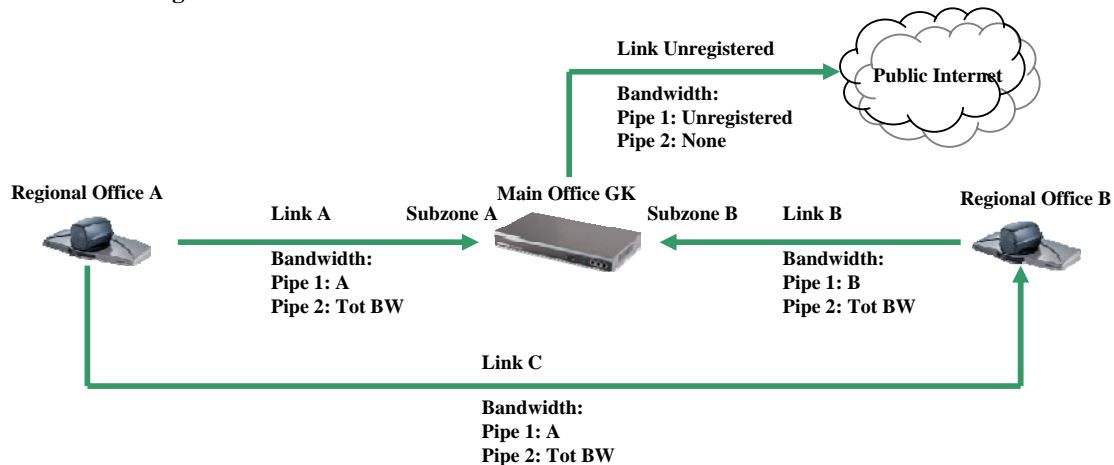 Link Unregistered
Public Internet
Bandwidth:
Pipe 1: Unregistered
Pipe 2: None
Regional Office A
Main Office GK
Regional Office B
Link A
Subzone A
Subzone B
Link B
Bandwidth:
Pipe 1: A
Pipe 2: Tot BW
Bandwidth:
Pipe 1: B
Pipe 2: Tot BW
Link C
Bandwidth:
Pipe 1: A
Pipe 2: Tot BW